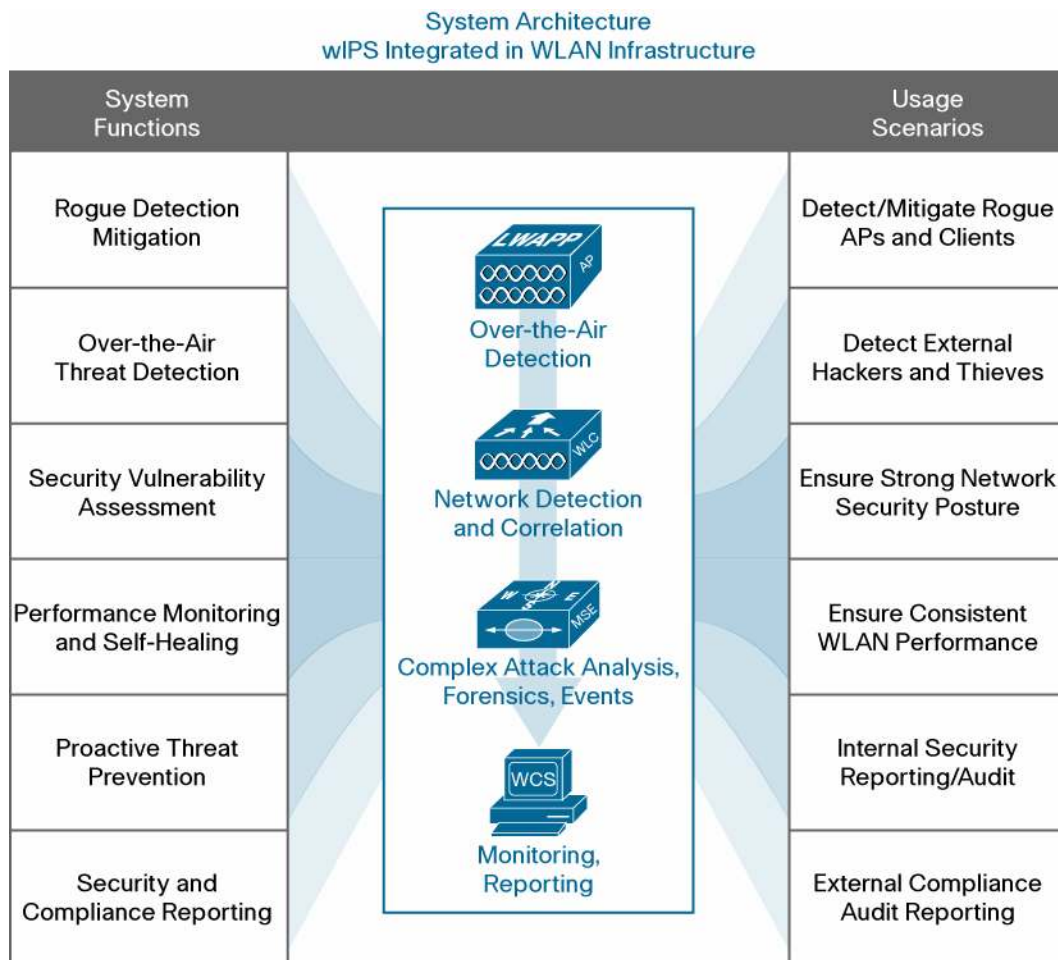 System Architecture
wIPS Integrated in WLAN Infrastructure
System
Functions
Usage
Scenarios
Rogue Detection
Mitigation
Over-the-Air
Threat Detection
Security Vulnerability
Assessment
Performance Monitoring
and Self-Healing
Proactive Threat
Prevention
Security and
Compliance Reporting
LWAPP
AP
Over-the-Air
Detection
WLC
Network Detection
and Correlation
N
W
E
S
MSE
Complex Attack Analysis,
Forensics, Events
WCS
Monitoring,
Reporting
Detect/Mitigate Rogue
APs and Clients
Detect External
Hackers and Thieves
Ensure Strong Network
Security Posture
Ensure Consistent
WLAN Performance
Internal Security
Reporting/Audit
External Compliance
Audit Reporting